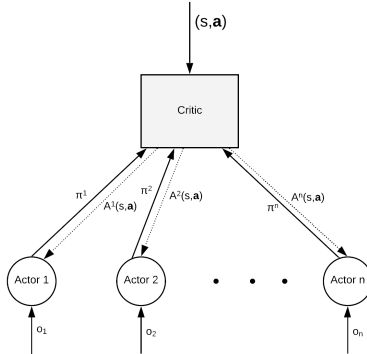 (s,a)
Critic
π¹
A¹(s,a)
π²
A²(s,a)
πⁿ
Aⁿ(s,a)
Actor 1
Actor 2
Actor n
o₁
o₂
oₙ